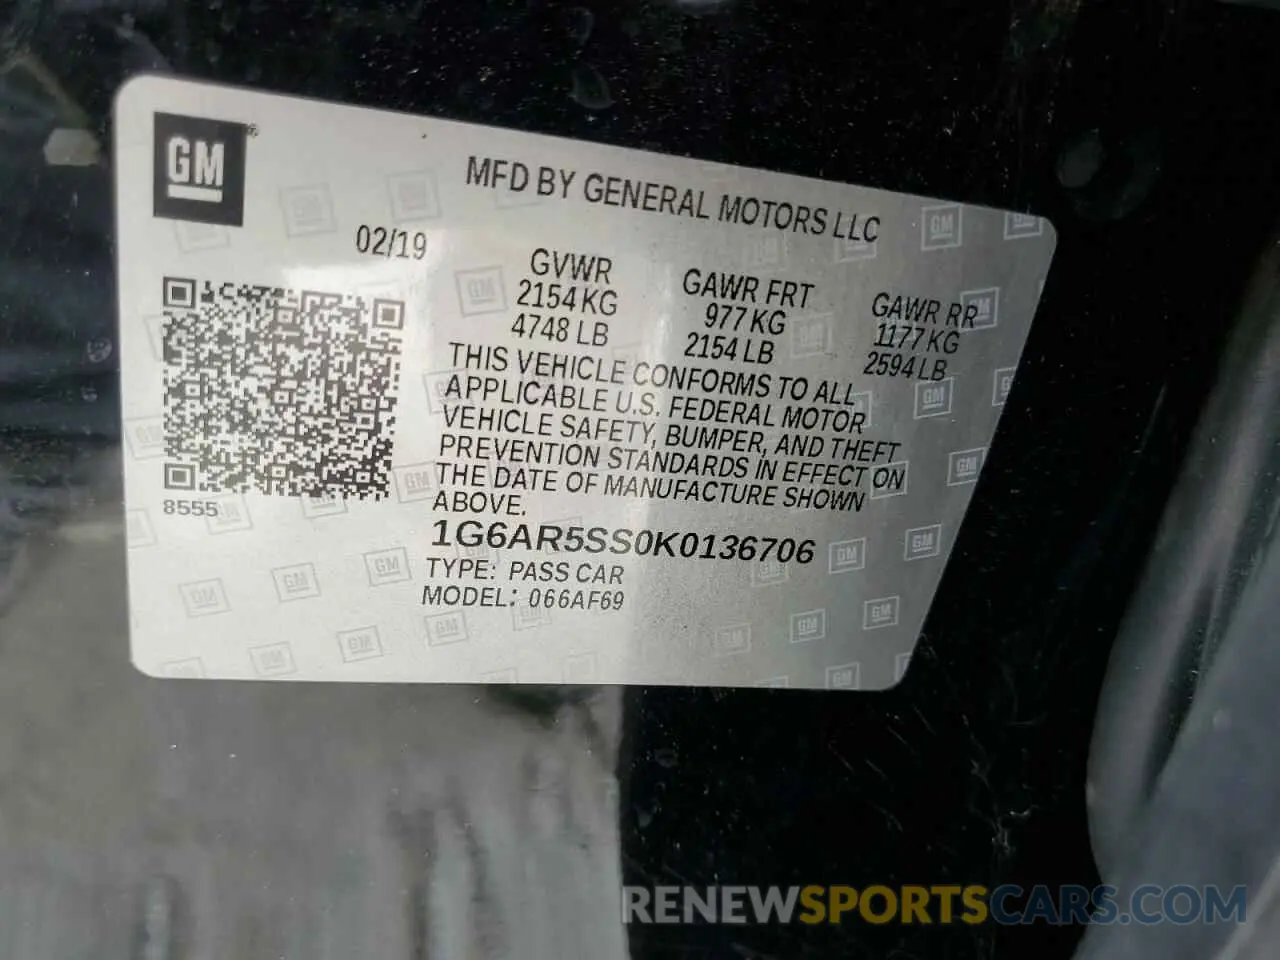 GM
MFD BY GENERAL MOTORS LLC
02/19
GVWR
2154 KG
4748 LB
GAWR FRT
977 KG
2154 LB
GAWR RR
1177 KG
2594 LB
THIS VEHICLE CONFORMS TO ALL
APPLICABLE U.S. FEDERAL MOTOR
VEHICLE SAFETY, BUMPER, AND THEFT
PREVENTION STANDARDS IN EFFECT ON
THE DATE OF MANUFACTURE SHOWN
ABOVE.
8555
1G6AR5SS0K0136706
TYPE: PASS CAR
MODEL: 066AF69
RENEWSPORTSCARS.COM